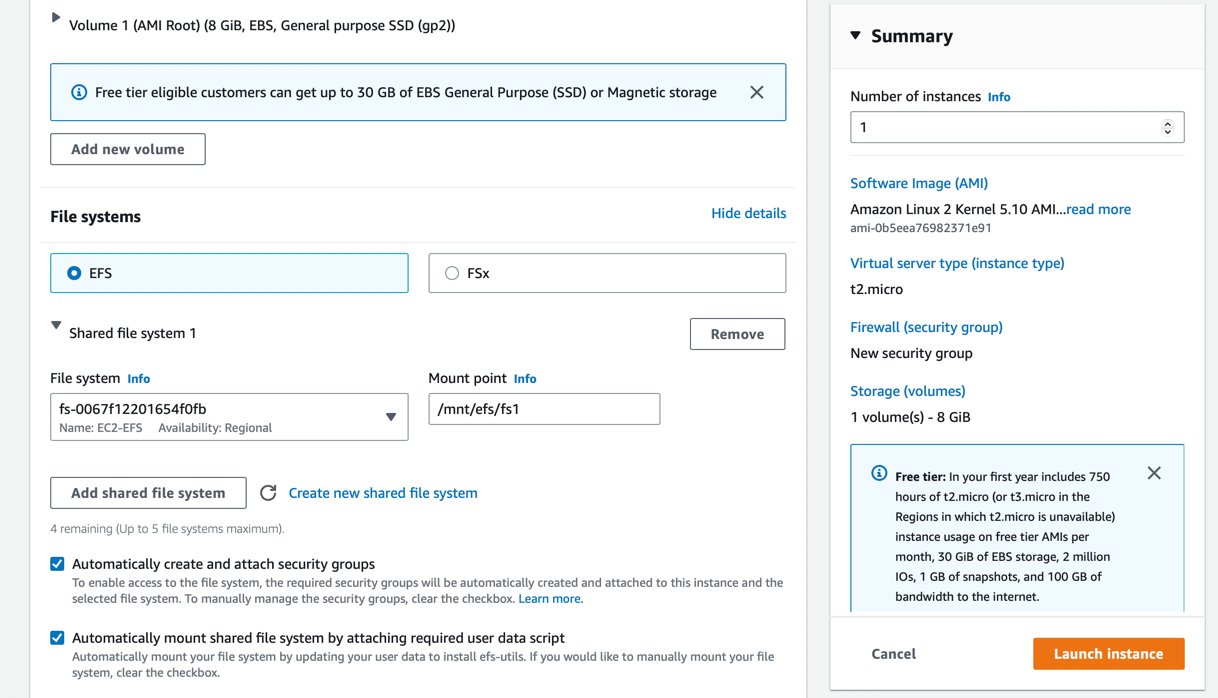 Volume 1 (AMI Root) (8 GiB, EBS, General purpose SSD (gp2))
Free tier eligible customers can get up to 30 GB of EBS General Purpose (SSD) or Magnetic storage
Add new volume
File systems
Hide details
EFS
FSx
Shared file system 1
Remove
File system Info
Mount point Info
fs-0067f12201654f0fb
Name: EC2-EFS Availability: Regional
/mnt/efs/fs1
Add shared file system
Create new shared file system
4 remaining (Up to 5 file systems maximum).
Automatically create and attach security groups
To enable access to the file system, the required security groups will be automatically created and attached to this instance and the
selected file system. To manually manage the security groups, clear the checkbox. Learn more.
Automatically mount shared file system by attaching required user data script
Automatically mount your file system by updating your user data to install efs-utils. If you would like to manually mount your file
system, clear the checkbox.
Summary
Number of instances Info
1
Software Image (AMI)
Amazon Linux 2 Kernel 5.10 AMI...read more
ami-0b5eea76982371e91
Virtual server type (instance type)
t2.micro
Firewall (security group)
New security group
Storage (volumes)
1 volume(s) - 8 GiB
Free tier: In your first year includes 750
hours of t2.micro (or t3.micro in the
Regions in which t2.micro is unavailable)
instance usage on free tier AMIs per
month, 30 GiB of EBS storage, 2 million
IOs, 1 GB of snapshots, and 100 GB of
bandwidth to the internet.
Cancel
Launch instance